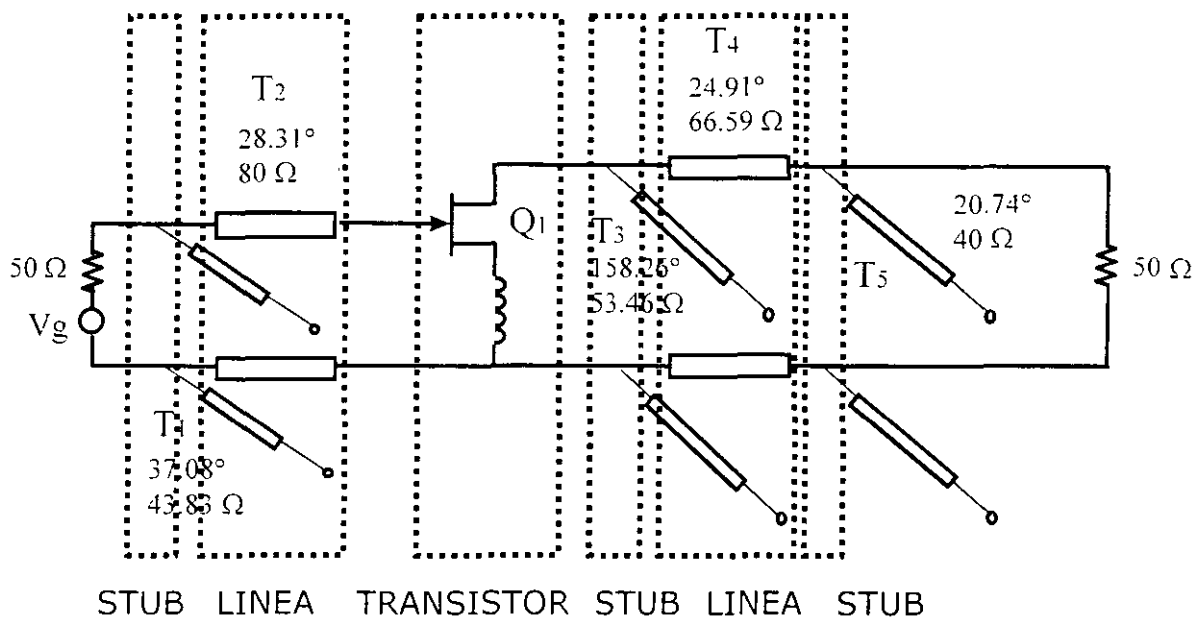 T2
28.31°
80 Ω
T4
24.91°
66.59 Ω
50 Ω
Vg
Q1
T3
158.26°
53.46 Ω
20.74°
40 Ω
T5
50 Ω
T1
37.08°
43.83 Ω
STUB LINEA TRANSISTOR STUB LINEA STUB